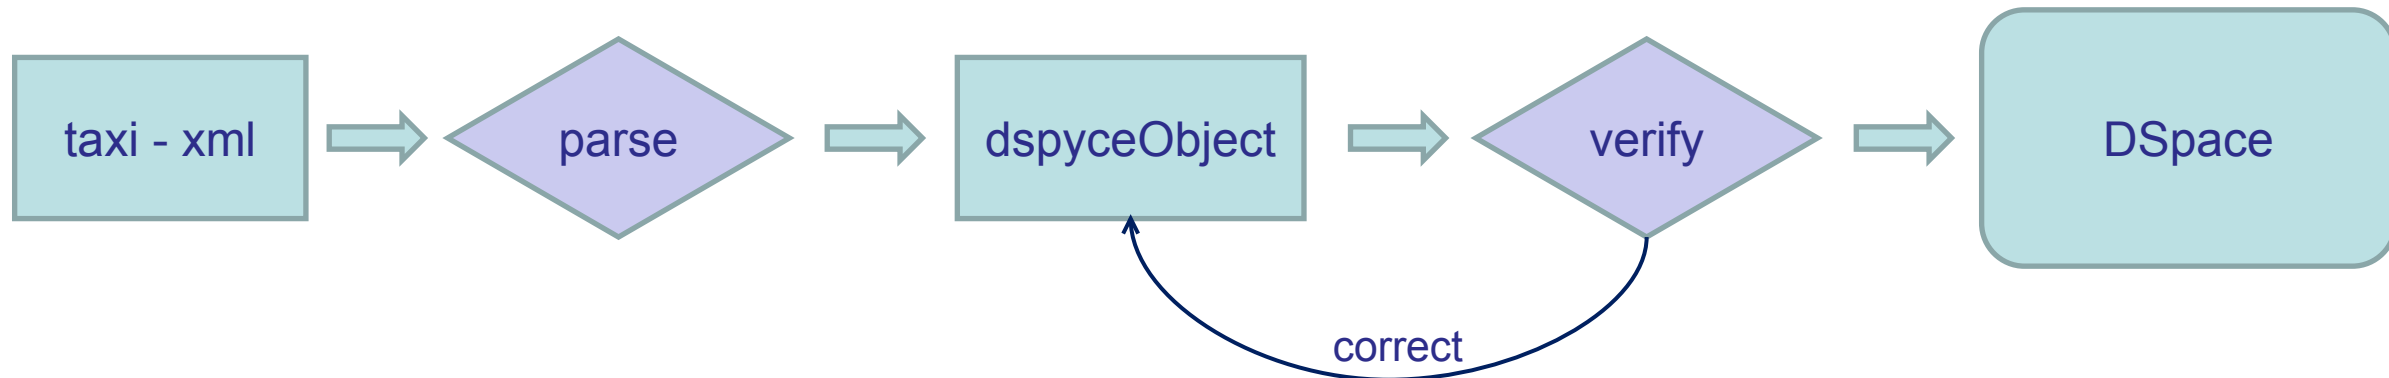 taxi - xml
parse
dspyceObject
verify
DSpace
correct